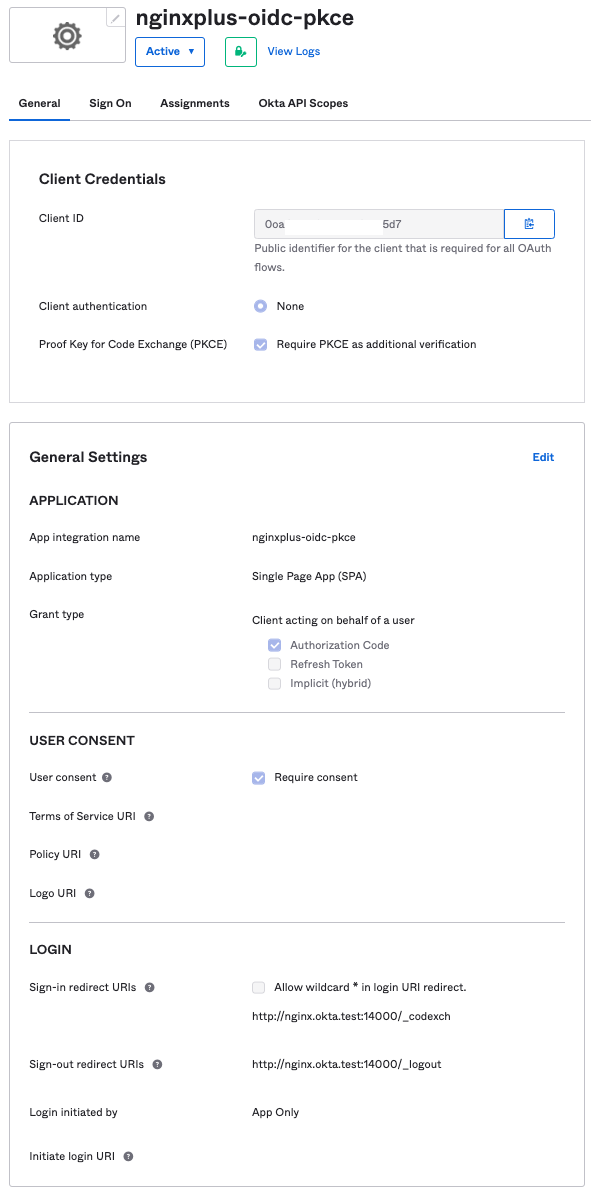 nginxplus-oidc-pkce
Active ▼
View Logs
General Sign On Assignments Okta API Scopes
Client Credentials
Client ID 0oa 5d7
Public identifier for the client that is required for all OAuth
flows.
Client authentication None
Proof Key for Code Exchange (PKCE) Require PKCE as additional verification
General Settings Edit
APPLICATION
App integration name nginxplus-oidc-pkce
Application type Single Page App (SPA)
Grant type
Client acting on behalf of a user
Authorization Code
Refresh Token
Implicit (hybrid)
USER CONSENT
User consent ? Require consent
Terms of Service URI ?
Policy URI ?
Logo URI ?
LOGIN
Sign-in redirect URIs ? Allow wildcard * in login URI redirect.
http://nginx.okta.test:14000/_codexch
Sign-out redirect URIs ? http://nginx.okta.test:14000/_logout
Login initiated by App Only
Initiate login URI ?